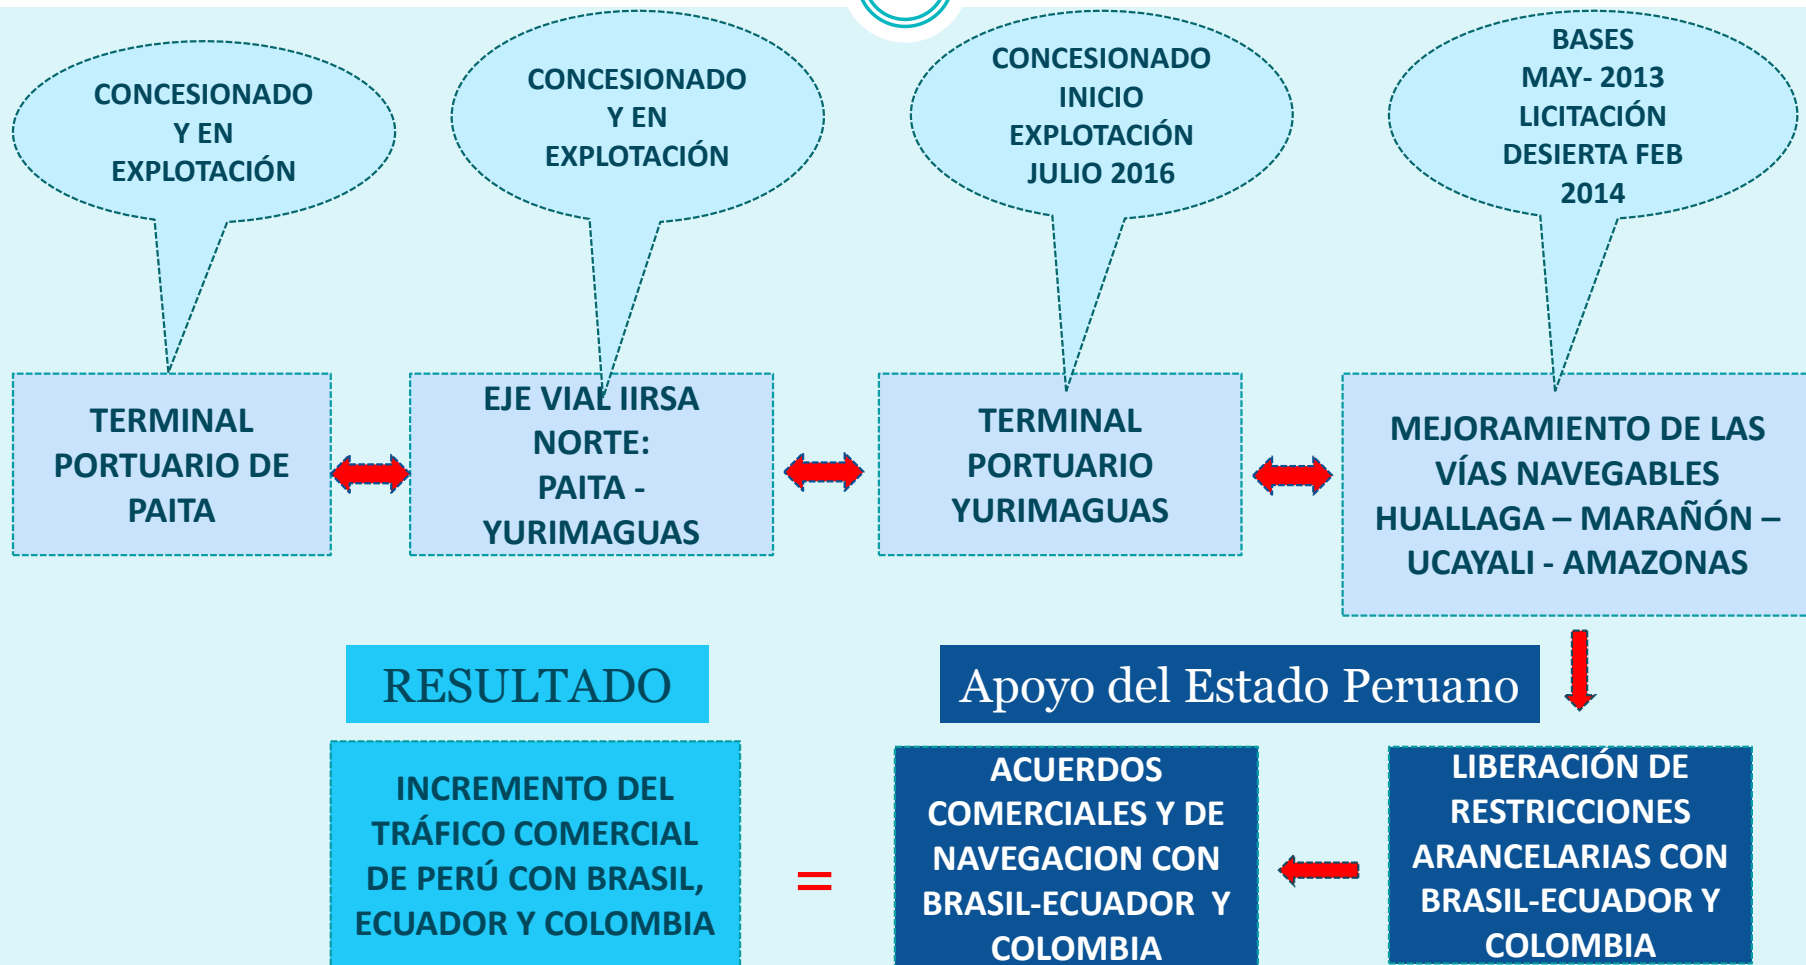 CONCESIONADO
Y EN
EXPLOTACIÓN
CONCESIONADO
Y EN
EXPLOTACIÓN
CONCESIONADO
INICIO
EXPLOTACIÓN
JULIO 2016
BASES
MAY- 2013
LICITACIÓN
DESIERTA FEB
2014
TERMINAL
PORTUARIO DE
PAITA
EJE VIAL IIRSA
NORTE:
PAITA -
YURIMAGUAS
TERMINAL
PORTUARIO
YURIMAGUAS
MEJORAMIENTO DE LAS
VÍAS NAVEGABLES
HUALLAGA – MARAÑÓN –
UCAYALI - AMAZONAS
RESULTADO
Apoyo del Estado Peruano
INCREMENTO DEL
TRÁFICO COMERCIAL
DE PERÚ CON BRASIL,
ECUADOR Y COLOMBIA
=
ACUERDOS
COMERCIALES Y DE
NAVEGACION CON
BRASIL-ECUADOR Y
COLOMBIA
LIBERACIÓN DE
RESTRICCIONES
ARANCELARIAS CON
BRASIL-ECUADOR Y
COLOMBIA